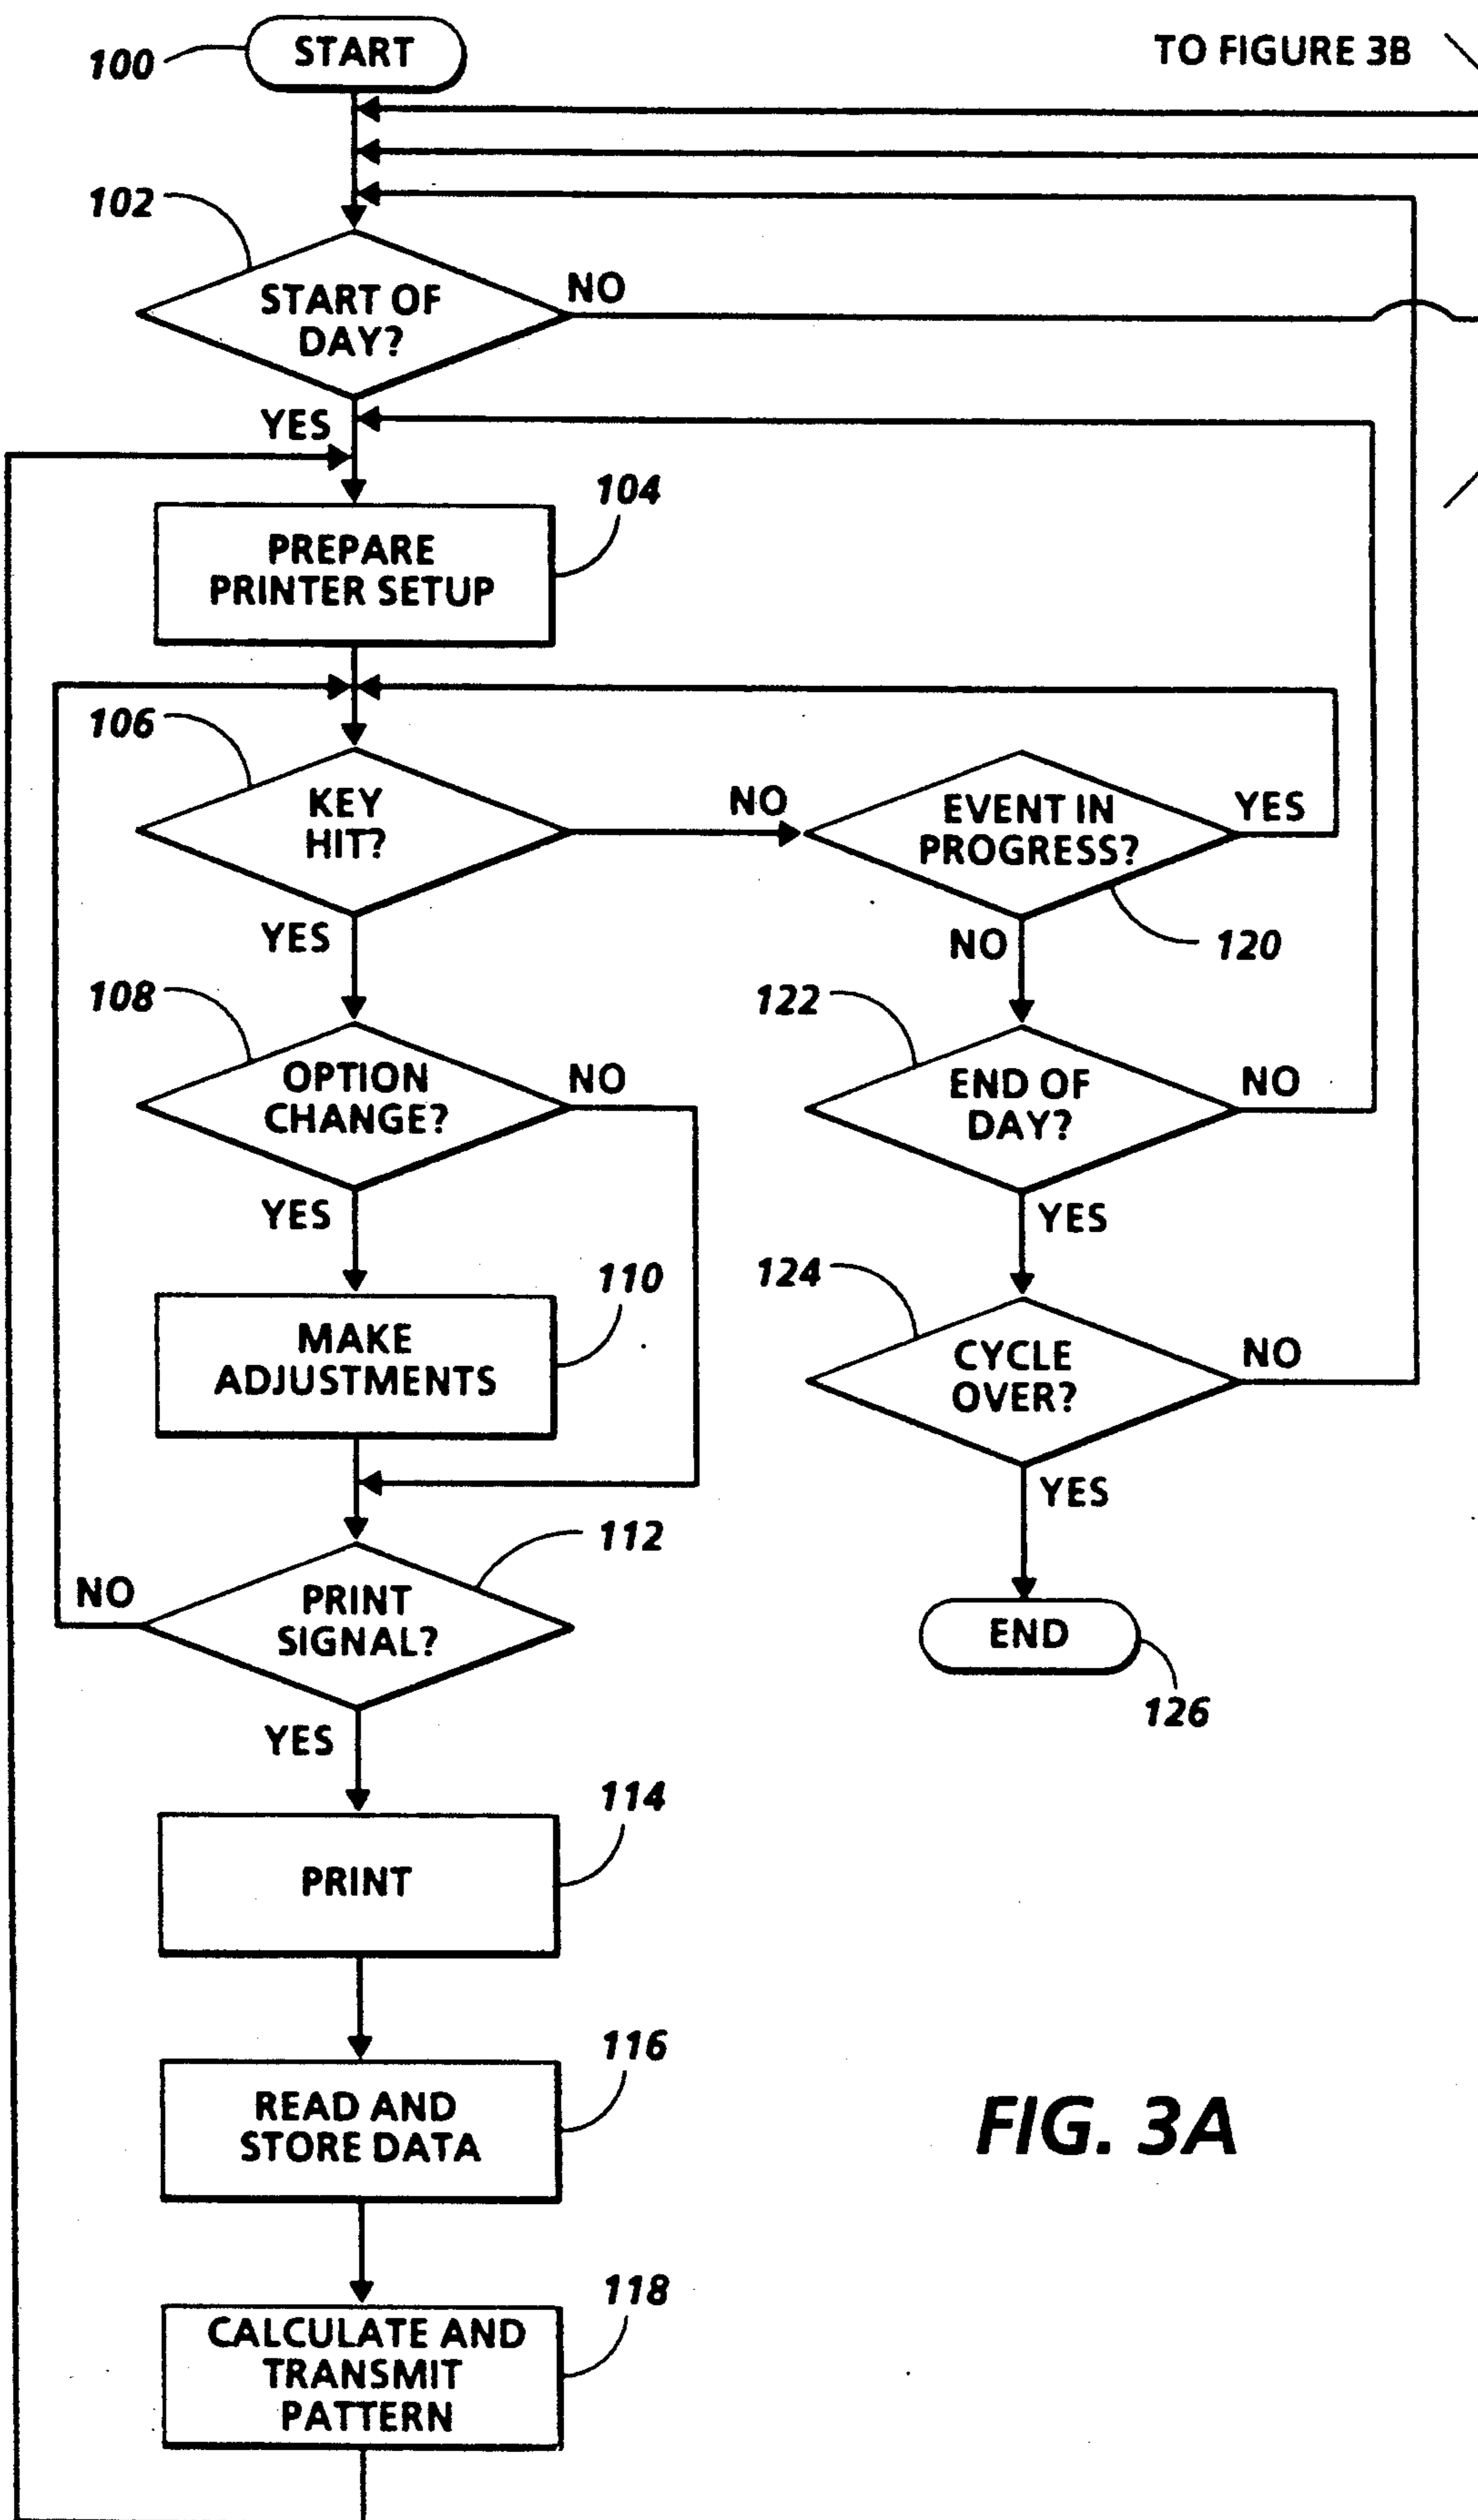 100
START
TO FIGURE 3B
102
START OF
DAY?
NO
YES
104
PREPARE
PRINTER SETUP
106
KEY
HIT?
NO
EVENT IN
PROGRESS?
YES
YES
NO
120
108
OPTION
CHANGE?
NO
122
END OF
DAY?
NO
YES
YES
110
MAKE
ADJUSTMENTS
124
CYCLE
OVER?
NO
YES
112
NO
PRINT
SIGNAL?
END
126
YES
114
PRINT
116
READ AND
STORE DATA
FIG. 3A
118
CALCULATE AND
TRANSMIT
PATTERN